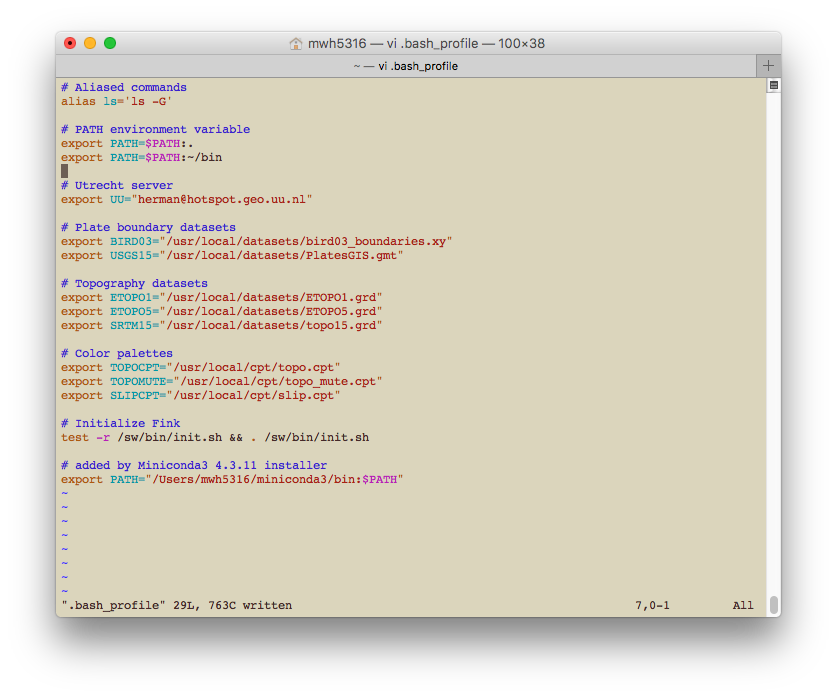 mwh5316 — vi .bash_profile — 100×38
~ — vi .bash_profile
# Aliased commands
alias ls='ls -G'
# PATH environment variable
export PATH=$PATH:.
export PATH=$PATH:~/bin
# Utrecht server
export UU="herman@hotspot.geo.uu.nl"
# Plate boundary datasets
export BIRD03="/usr/local/datasets/bird03_boundaries.xy"
export USGS15="/usr/local/datasets/PlatesGIS.gmt"
# Topography datasets
export ETOPO1="/usr/local/datasets/ETOPO1.grd"
export ETOPO5="/usr/local/datasets/ETOPO5.grd"
export SRTM15="/usr/local/datasets/topo15.grd"
# Color palettes
export TOPOCPT="/usr/local/cpt/topo.cpt"
export TOPOMUTE="/usr/local/cpt/topo_mute.cpt"
export SLIPCPT="/usr/local/cpt/slip.cpt"
# Initialize Fink
test -r /sw/bin/init.sh && . /sw/bin/init.sh
# added by Miniconda3 4.3.11 installer
export PATH="/Users/mwh5316/miniconda3/bin:$PATH"
~
~
~
~
~
~
~
~
".bash_profile" 29L, 763C written 7,0-1 All